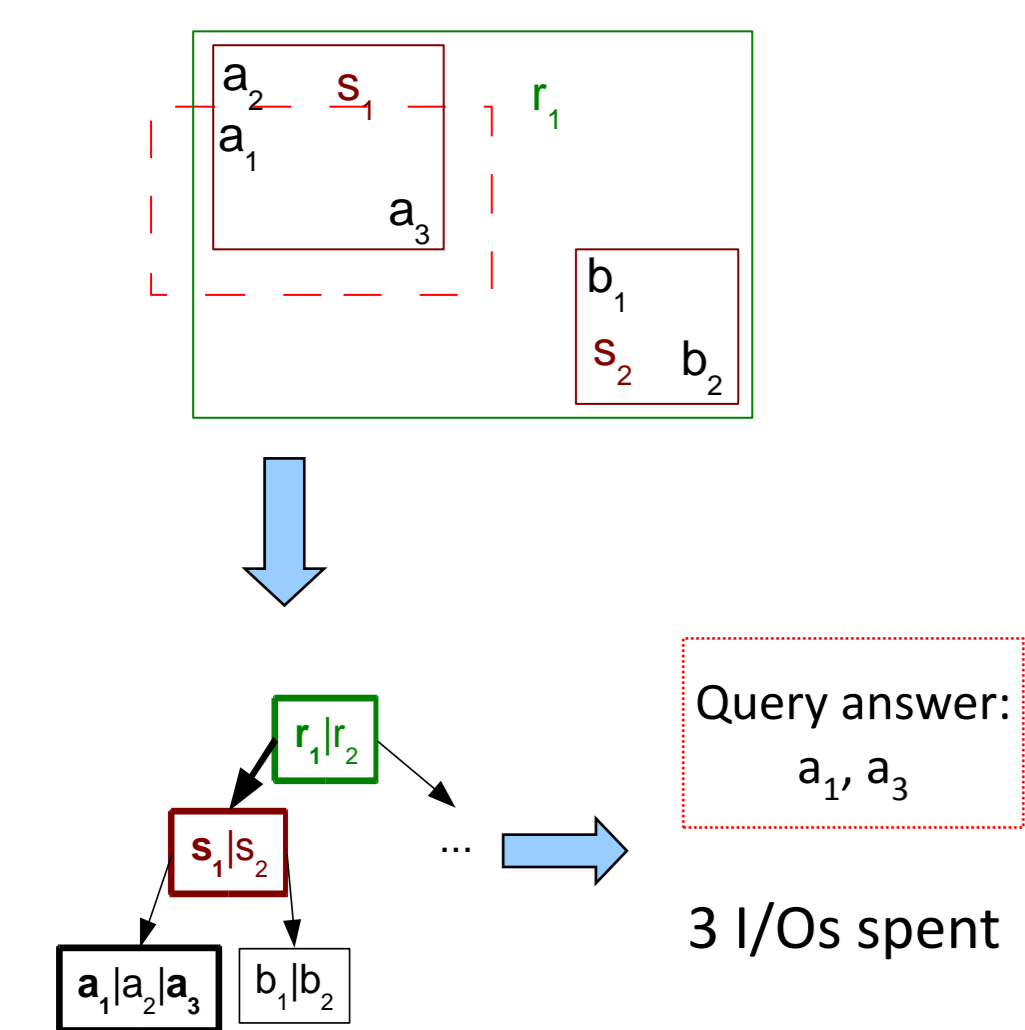 a₂ s₁ r₁
a₁
a₃
b₁
s₂ b₂
r₁|r₂
s₁|s₂ ...
a₁|a₂|a₃ b₁|b₂
Query answer:
a₁, a₃
3 I/Os spent